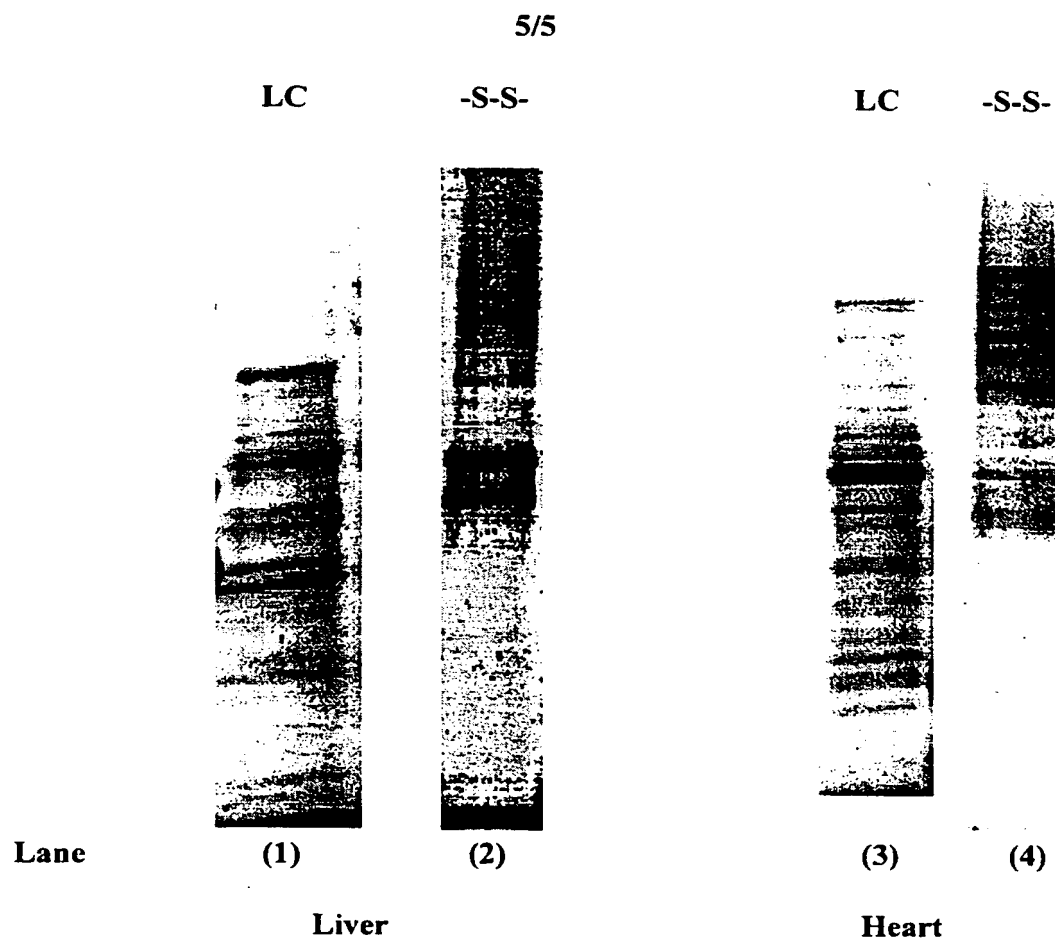 5/5
LC -S-S- LC -S-S-
Lane (1) (2) (3) (4)
Liver Heart